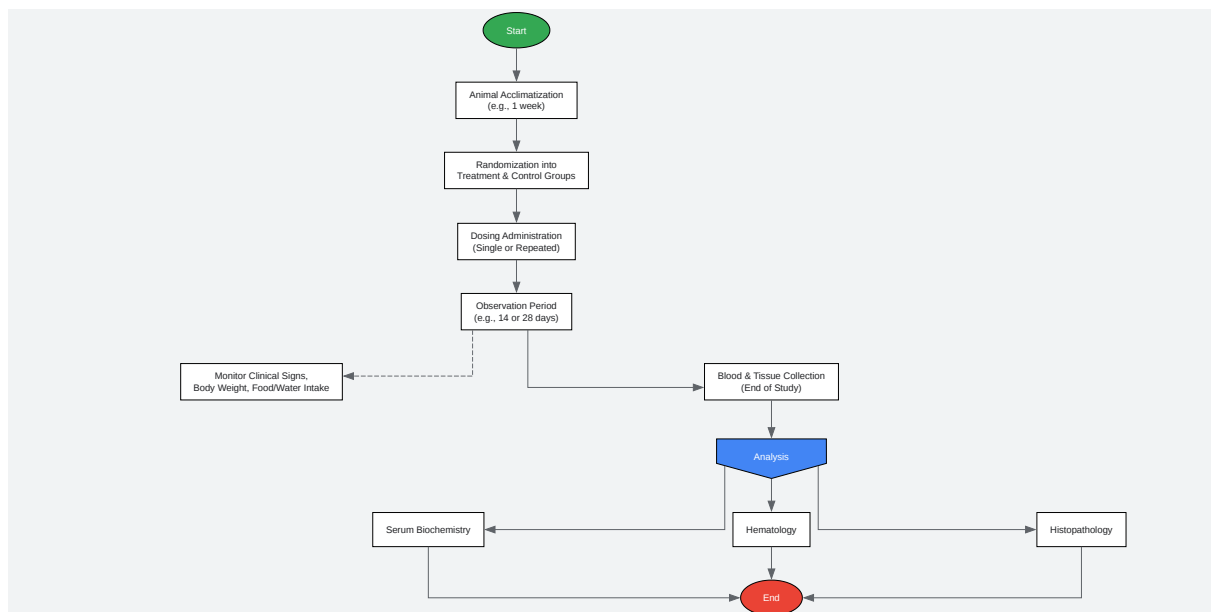 Start
Animal Acclimatization
(e.g., 1 week)
Randomization into
Treatment & Control Groups
Dosing Administration
(Single or Repeated)
Observation Period
(e.g., 14 or 28 days)
Monitor Clinical Signs,
Body Weight, Food/Water Intake
Blood & Tissue Collection
(End of Study)
Analysis
Serum Biochemistry
Hematology
Histopathology
End